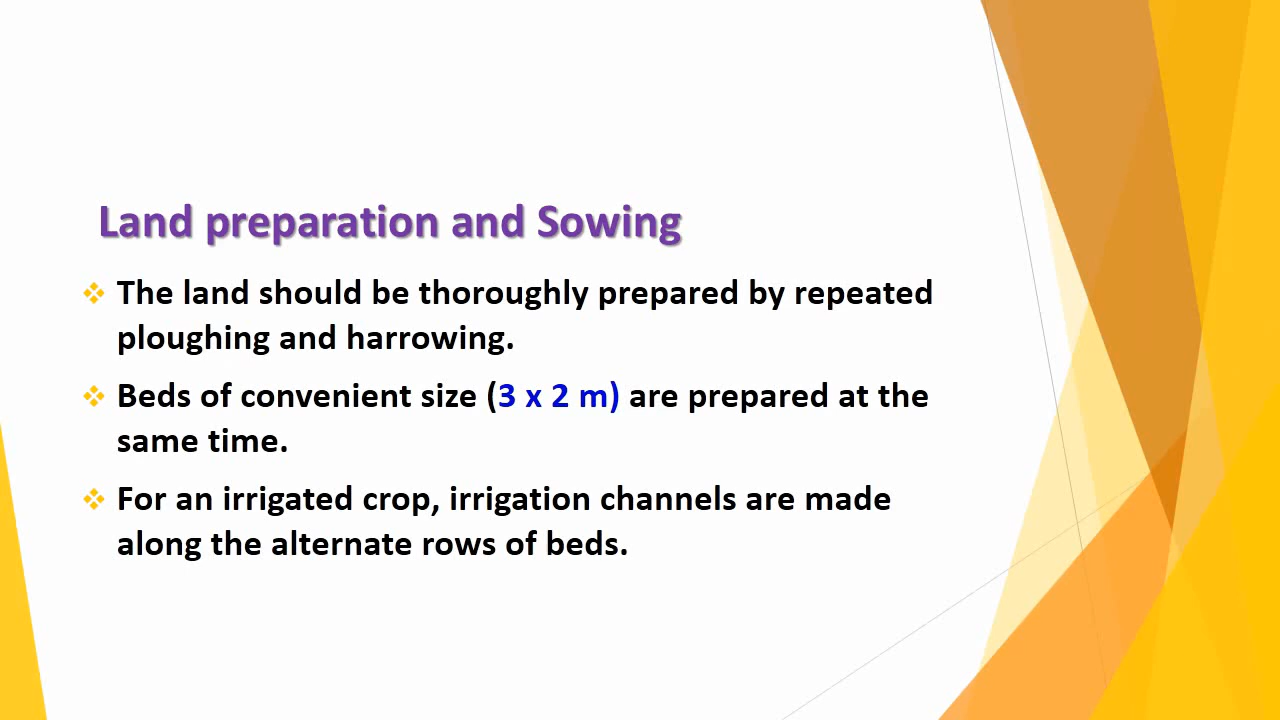 Land preparation and Sowing
The land should be thoroughly prepared by repeated
ploughing and harrowing.
Beds of convenient size (3 x 2 m) are prepared at the
same time.
For an irrigated crop, irrigation channels are made
along the alternate rows of beds.